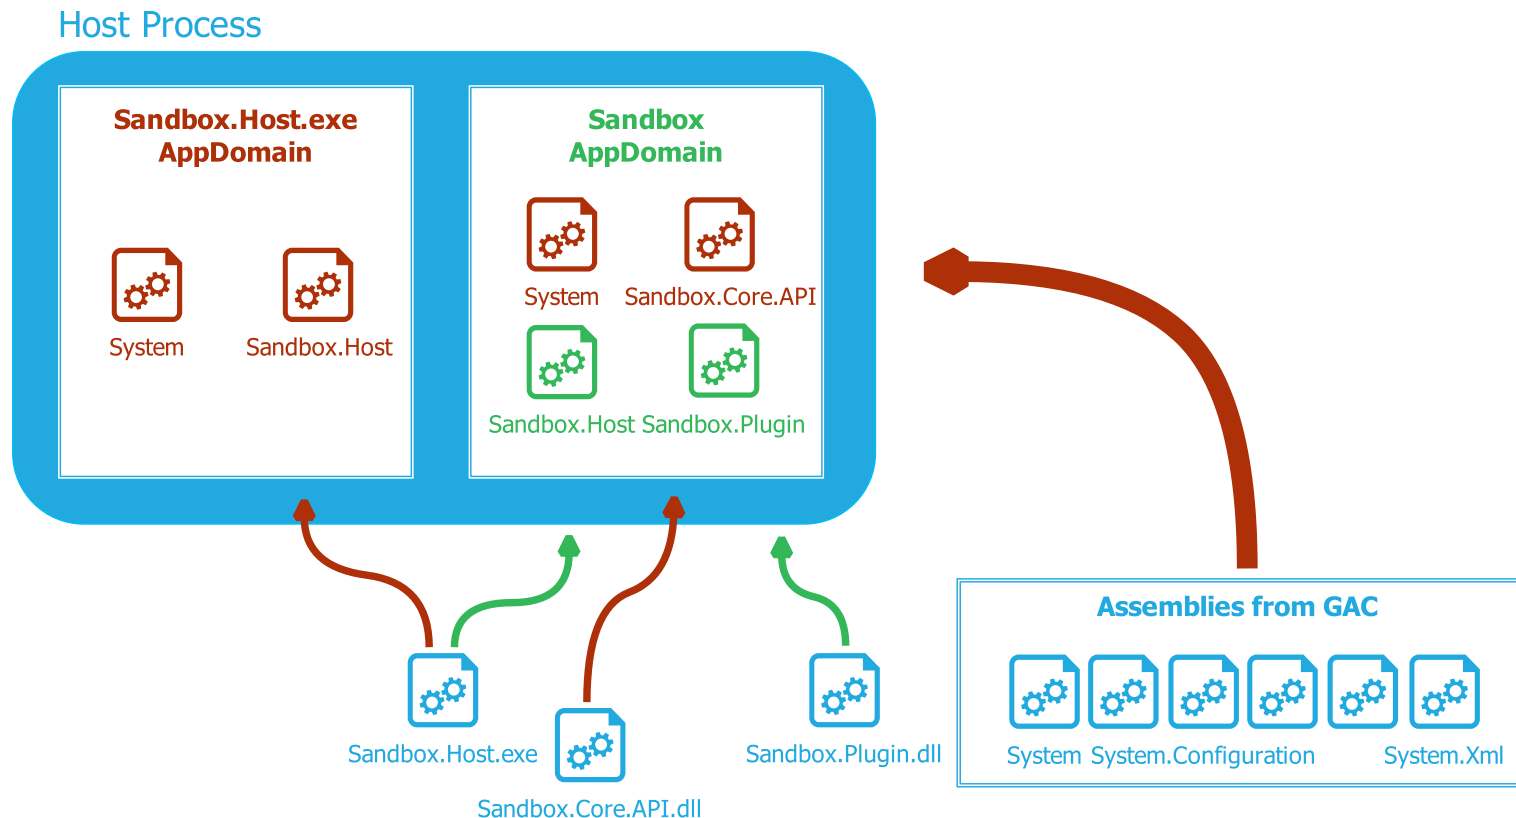 Host Process
Sandbox.Host.exe
AppDomain
System
Sandbox.Host
Sandbox
AppDomain
System
Sandbox.Core.API
Sandbox.Host
Sandbox.Plugin
Sandbox.Host.exe
Sandbox.Core.API.dll
Sandbox.Plugin.dll
Assemblies from GAC
System
System.Configuration
System.Xml